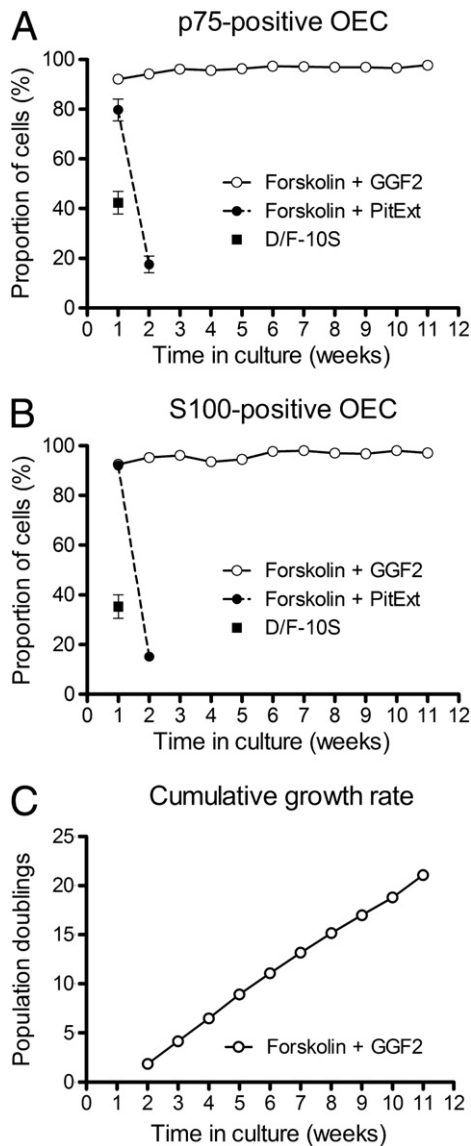 A
p75-positive OEC
Proportion of cells (%)
100
80
60
40
20
0
Forskolin + GGF2
Forskolin + PitExt
D/F-10S
0 1 2 3 4 5 6 7 8 9 10 11 12
Time in culture (weeks)
B
S100-positive OEC
Proportion of cells (%)
100
80
60
40
20
0
Forskolin + GGF2
Forskolin + PitExt
D/F-10S
0 1 2 3 4 5 6 7 8 9 10 11 12
Time in culture (weeks)
C
Cumulative growth rate
Population doublings
25
20
15
10
5
0
Forskolin + GGF2
0 1 2 3 4 5 6 7 8 9 10 11 12
Time in culture (weeks)